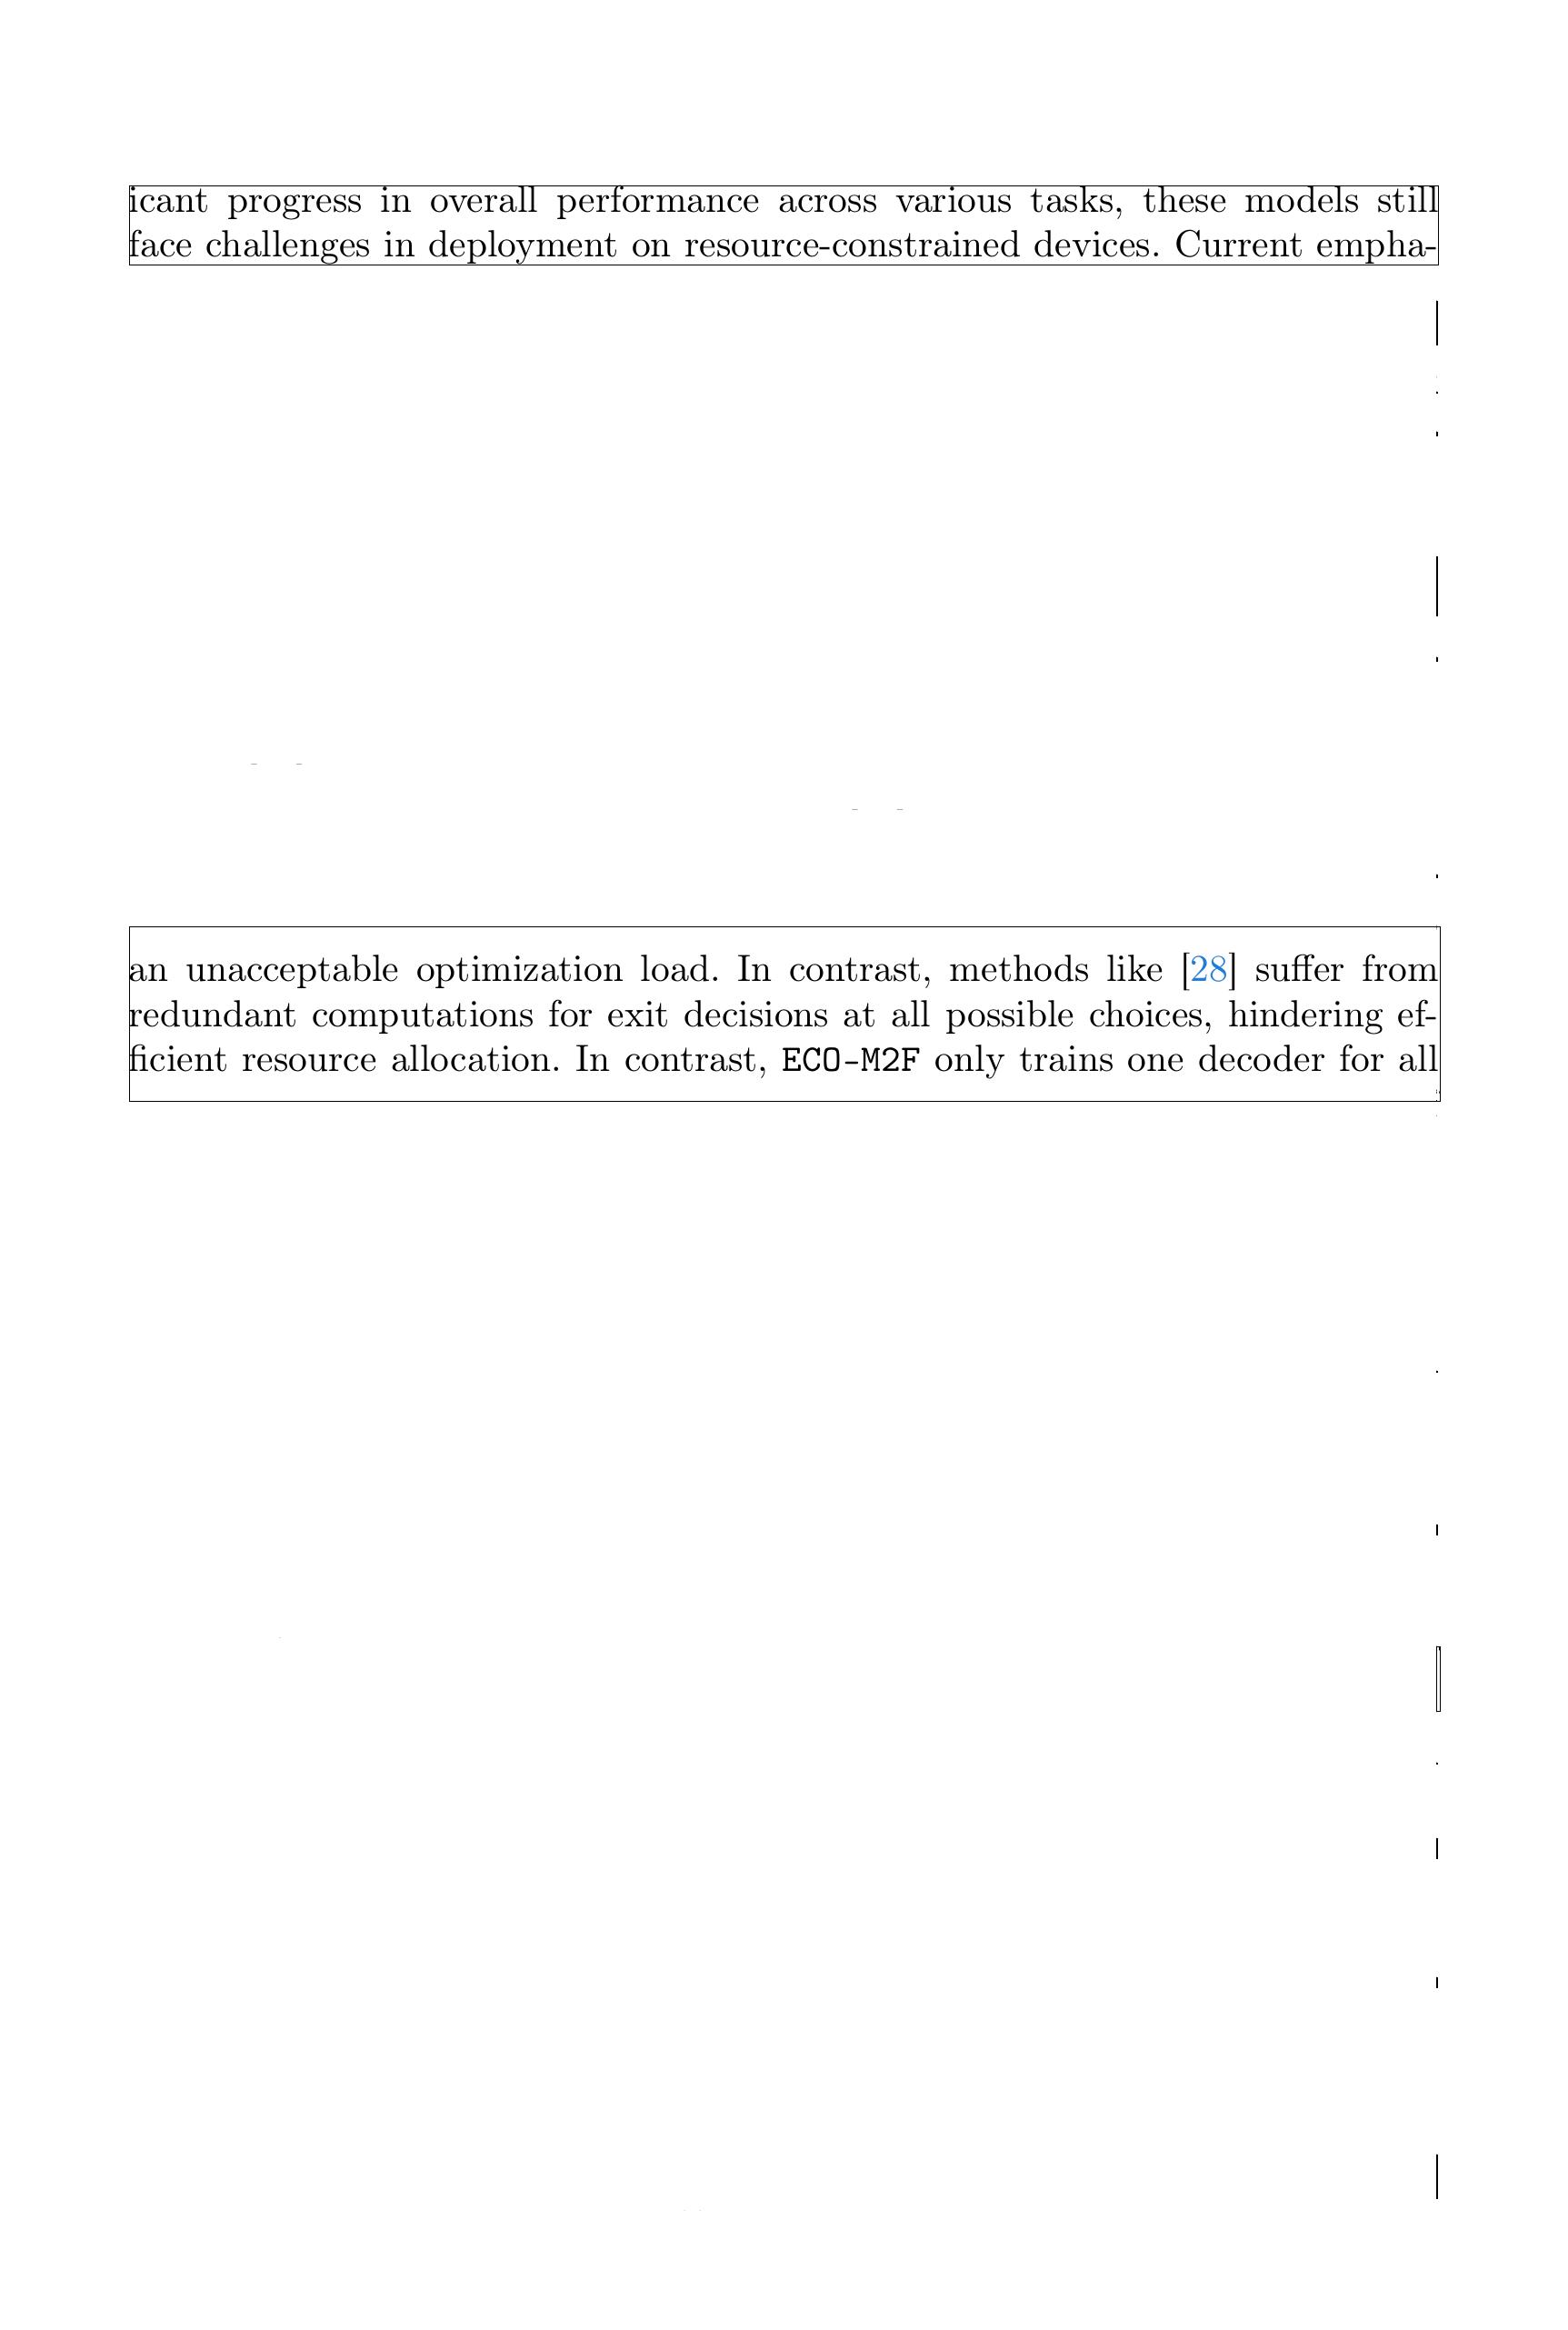 icant progress in overall performance across various tasks, these models still
face challenges in deployment on resource-constrained devices. Current empha-
an unacceptable optimization load. In contrast, methods like [28] suffer from
redundant computations for exit decisions at all possible choices, hindering ef-
ficient resource allocation. In contrast, ECO-M2F only trains one decoder for all